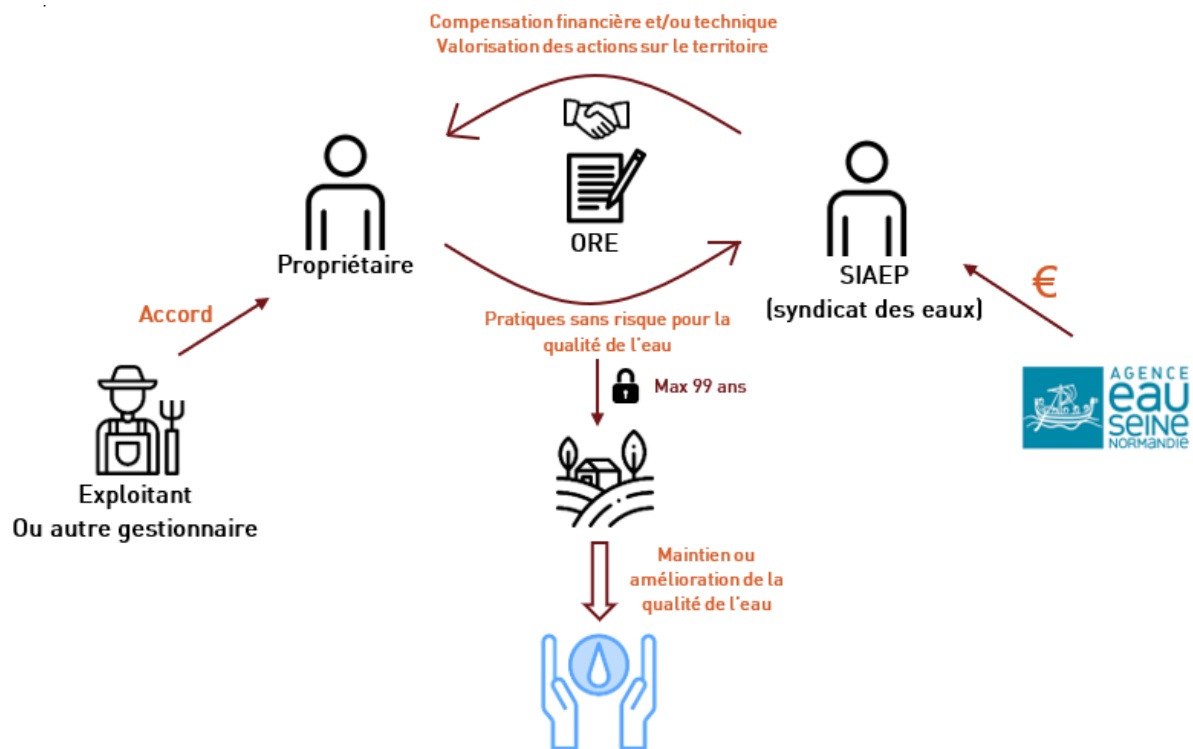 Compensation financière et/ou technique
Valorisation des actions sur le territoire
ORE
Propriétaire
SIAEP
(syndicat des eaux)
Accord
€
Pratiques sans risque pour la
qualité de l'eau
Max 99 ans
AGENCE
eau
SEINE
NORMANDIE
Exploitant
Ou autre gestionnaire
Maintien ou
amélioration de la
qualité de l'eau